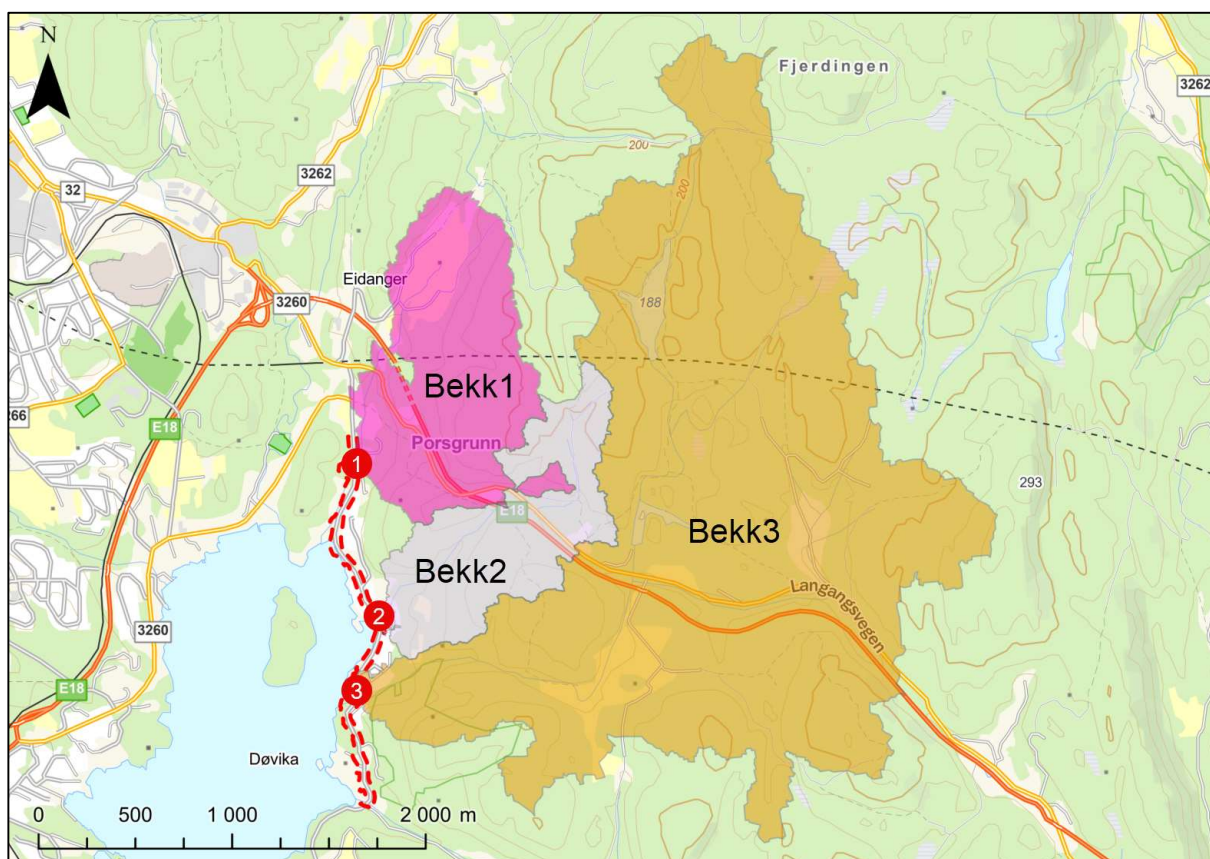 N
Fjerdingen
3262
32
3262
200
200
Eidanger
3260
188
Bekk1
266
E18
Porsgrunn
1
293
E18
Bekk3
Bekk2
Langangsvegen
2
3260
3
E18
Døvika
0 500 1 000 2 000 m